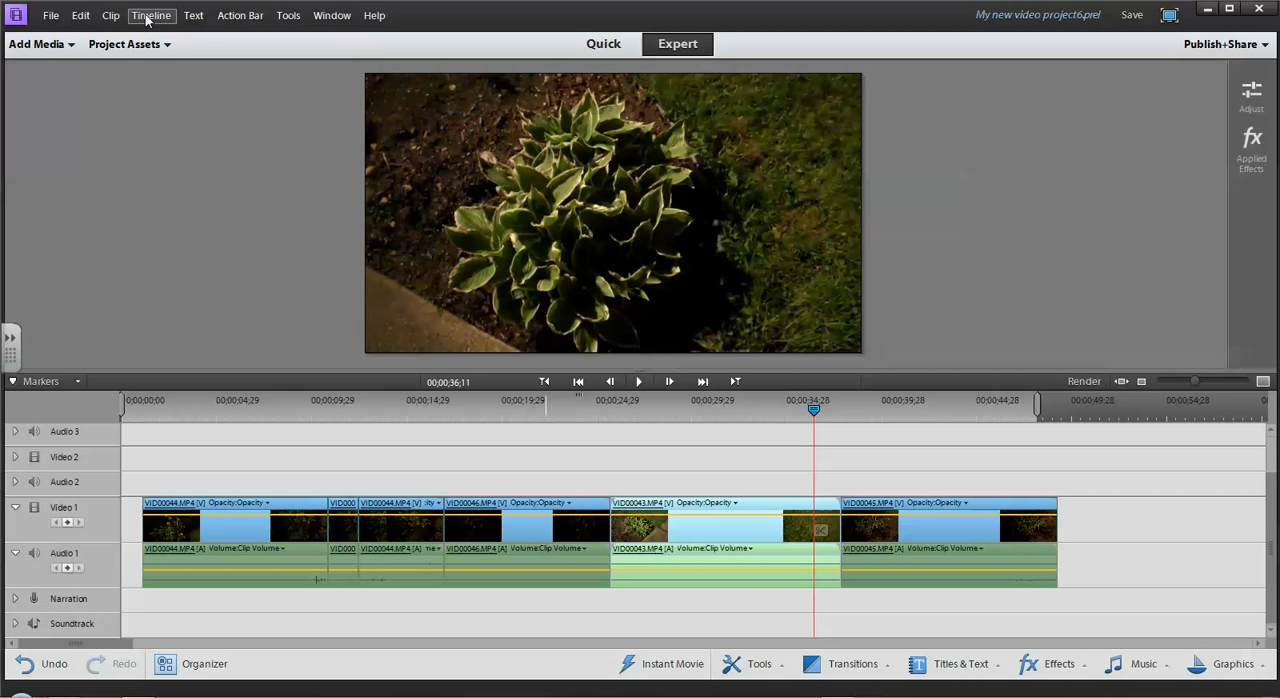 File Edit Clip Timeline Text Action Bar Tools Window Help My new video project6.prel Save
Add Media Project Assets Quick Expert Publish+Share
Adjust
fx
Applied
Effects
Markers 00;00;36;11 Render
0;00;00;00 00;00;04;29 00;00;09;29 00;00;14;29 00;00;19;29 00;00;24;29 00;00;29;29 00;00;34;28 00;00;39;28 00;00;44;28 00;00;49;28 00;00;54;28
Audio 3
Video 2
Audio 2
Video 1 VID00044.MP4 [V] Opacity:Opacity VID000 VID00044.MP4 [V] :ity VID00046.MP4 [V] Opacity:Opacity VID00043.MP4 [V] Opacity:Opacity VID00045.MP4 [V] Opacity:Opacity
Audio 1 VID00044.MP4 [A] Volume:Clip Volume VID000 VID00044.MP4 [A] me VID00046.MP4 [A] Volume:Clip Volume VID00043.MP4 [A] Volume:Clip Volume VID00045.MP4 [A] Volume:Clip Volume
Narration
Soundtrack
Undo Redo Organizer Instant Movie Tools Transitions Titles & Text fx Effects Music Graphics